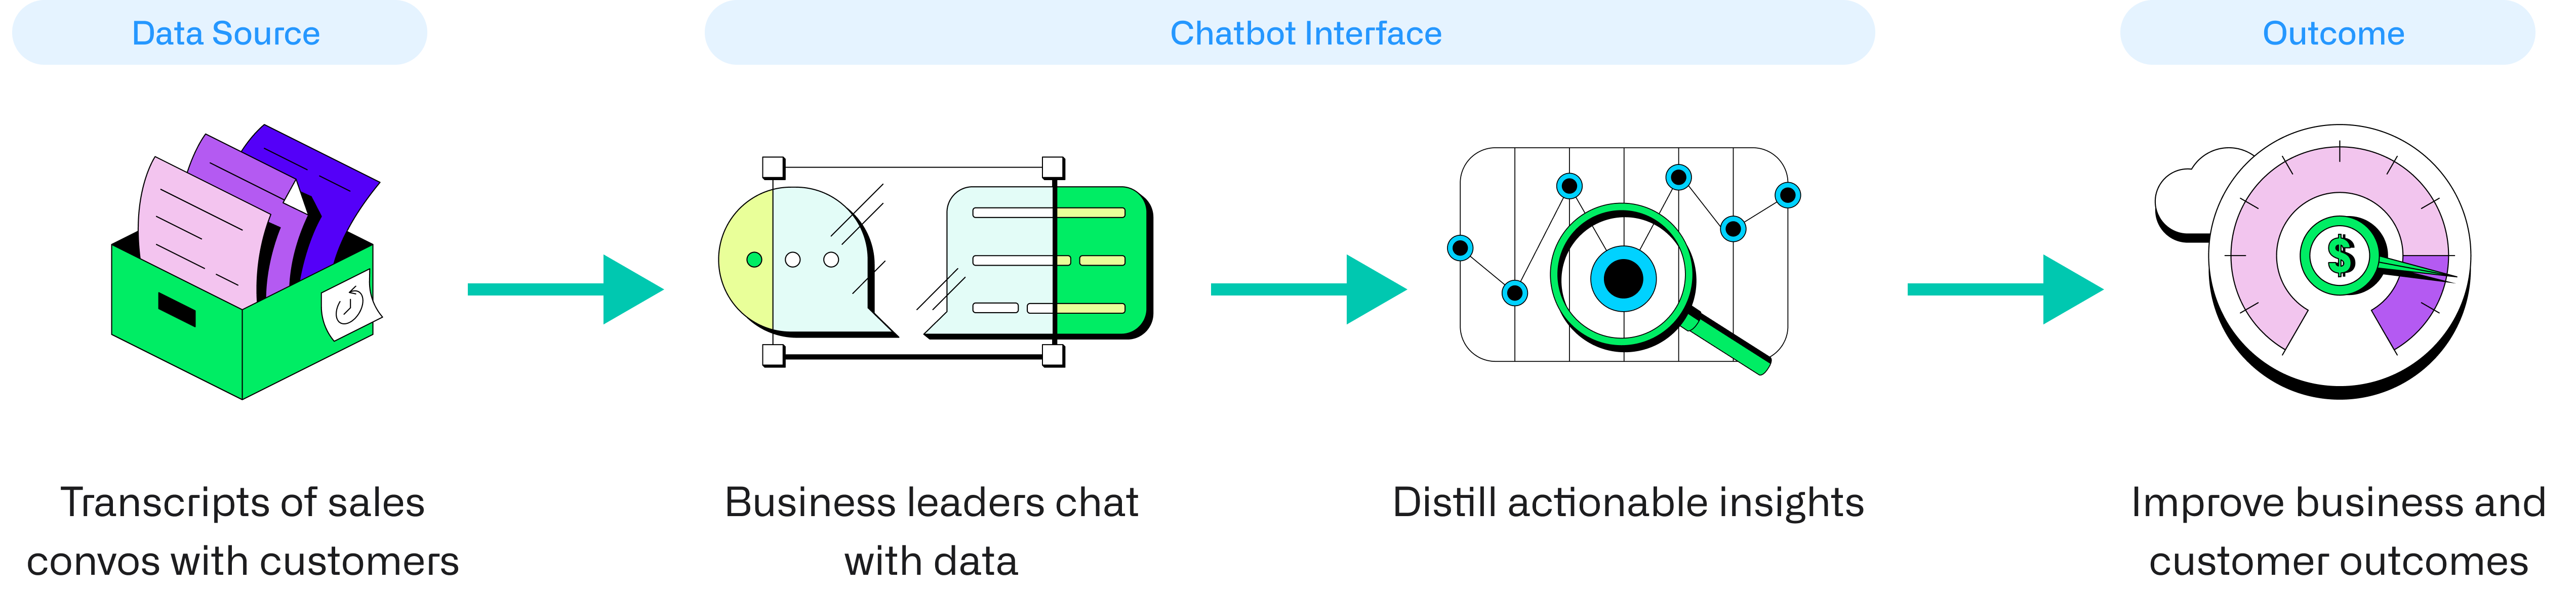 Data Source
Chatbot Interface
Outcome
$
Transcripts of sales
convos with customers
Business leaders chat
with data
Distill actionable insights
Improve business and
customer outcomes